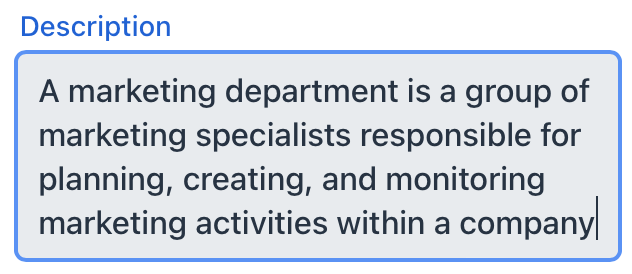 Description
A marketing department is a group of
marketing specialists responsible for
planning, creating, and monitoring
marketing activities within a company